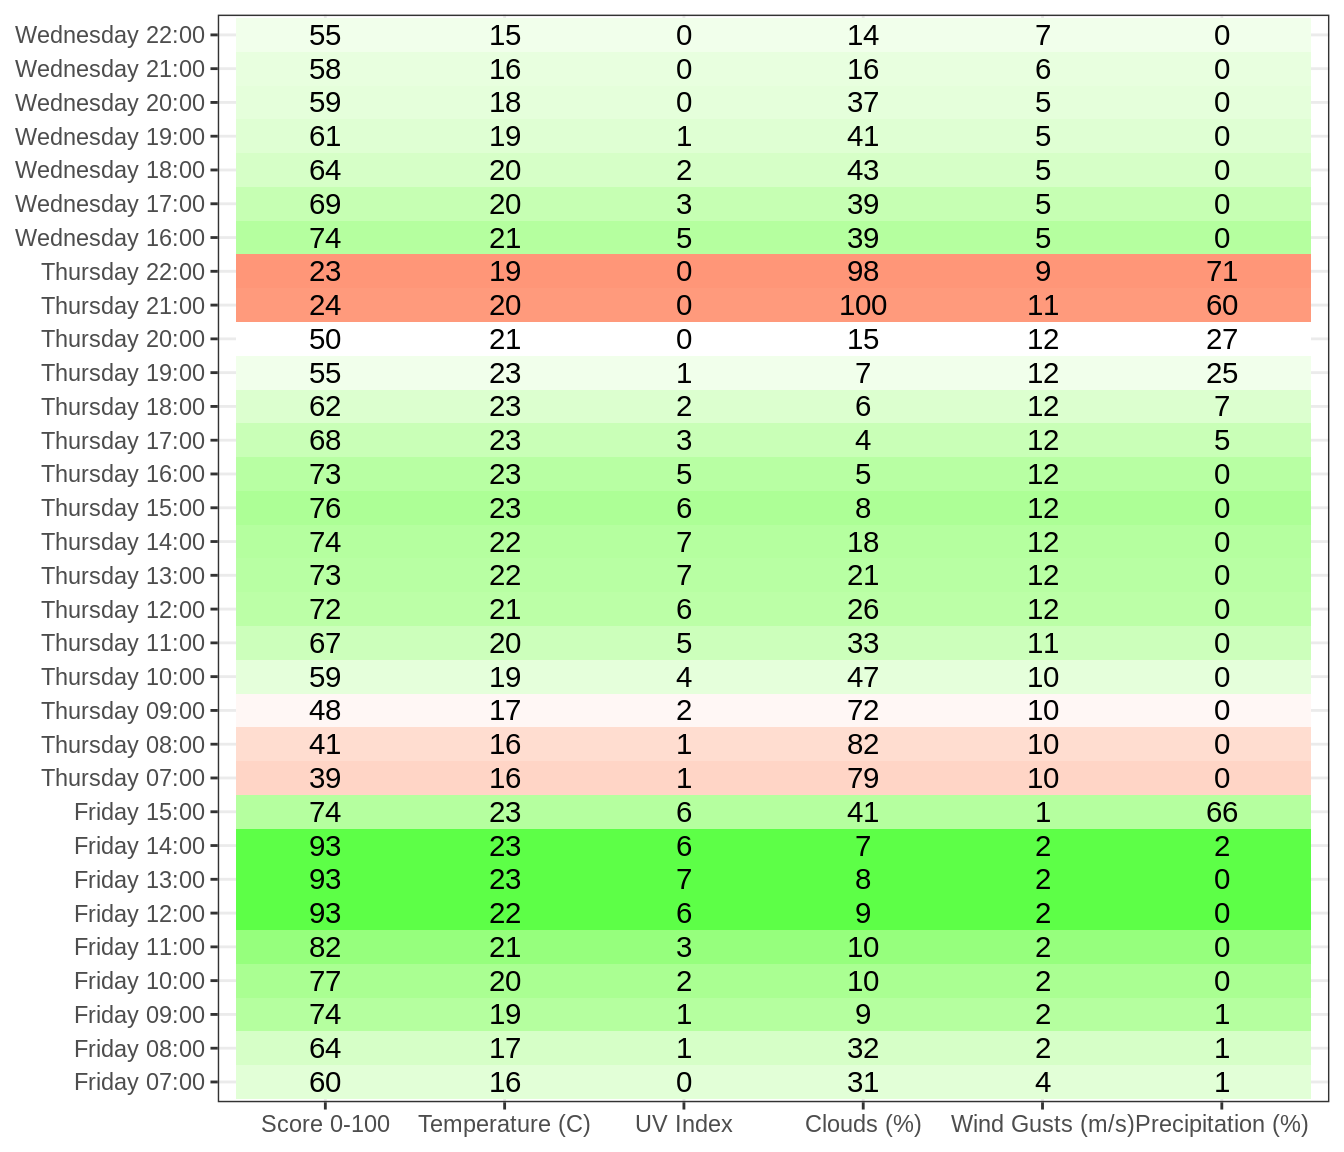 Wednesday 22:00 55 15 0 14 7 0
Wednesday 21:00 58 16 0 16 6 0
Wednesday 20:00 59 18 0 37 5 0
Wednesday 19:00 61 19 1 41 5 0
Wednesday 18:00 64 20 2 43 5 0
Wednesday 17:00 69 20 3 39 5 0
Wednesday 16:00 74 21 5 39 5 0
Thursday 22:00 23 19 0 98 9 71
Thursday 21:00 24 20 0 100 11 60
Thursday 20:00 50 21 0 15 12 27
Thursday 19:00 55 23 1 7 12 25
Thursday 18:00 62 23 2 6 12 7
Thursday 17:00 68 23 3 4 12 5
Thursday 16:00 73 23 5 5 12 0
Thursday 15:00 76 23 6 8 12 0
Thursday 14:00 74 22 7 18 12 0
Thursday 13:00 73 22 7 21 12 0
Thursday 12:00 72 21 6 26 12 0
Thursday 11:00 67 20 5 33 11 0
Thursday 10:00 59 19 4 47 10 0
Thursday 09:00 48 17 2 72 10 0
Thursday 08:00 41 16 1 82 10 0
Thursday 07:00 39 16 1 79 10 0
Friday 15:00 74 23 6 41 1 66
Friday 14:00 93 23 6 7 2 2
Friday 13:00 93 23 7 8 2 0
Friday 12:00 93 22 6 9 2 0
Friday 11:00 82 21 3 10 2 0
Friday 10:00 77 20 2 10 2 0
Friday 09:00 74 19 1 9 2 1
Friday 08:00 64 17 1 32 2 1
Friday 07:00 60 16 0 31 4 1
Score 0-100 Temperature (C) UV Index Clouds (%) Wind Gusts (m/s) Precipitation (%)